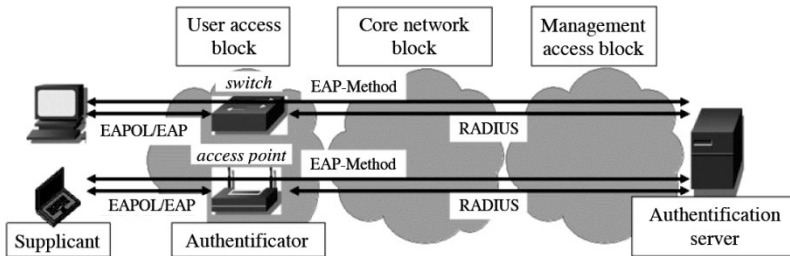 User access
block
Core network
block
Management
access block
switch
EAP-Method
EAPOL/EAP
RADIUS
access point
EAP-Method
EAPOL/EAP
RADIUS
Supplicant
Authentificator
Authentification
server